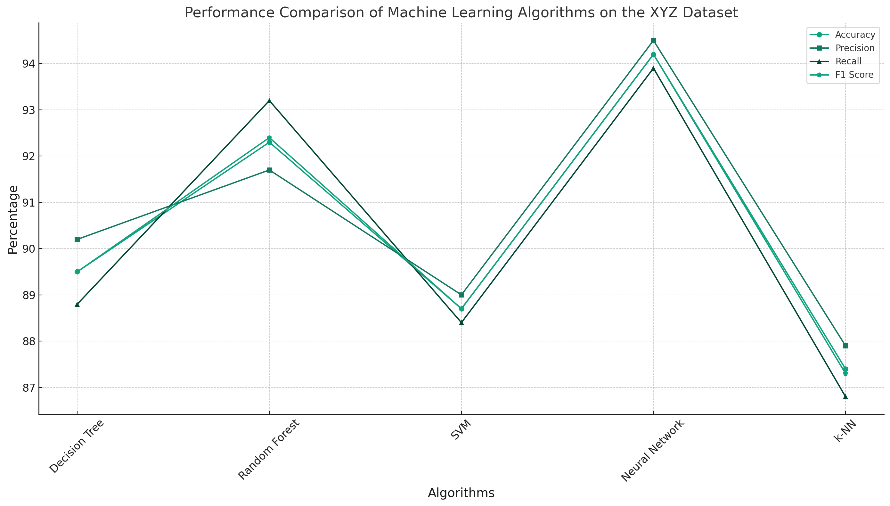 Performance Comparison of Machine Learning Algorithms on the XYZ Dataset
Accuracy
Precision
Recall
F1 Score
94
93
92
91
90
89
88
87
Percentage
Decision Tree
Random Forest
SVM
Neural Network
k-NN
Algorithms